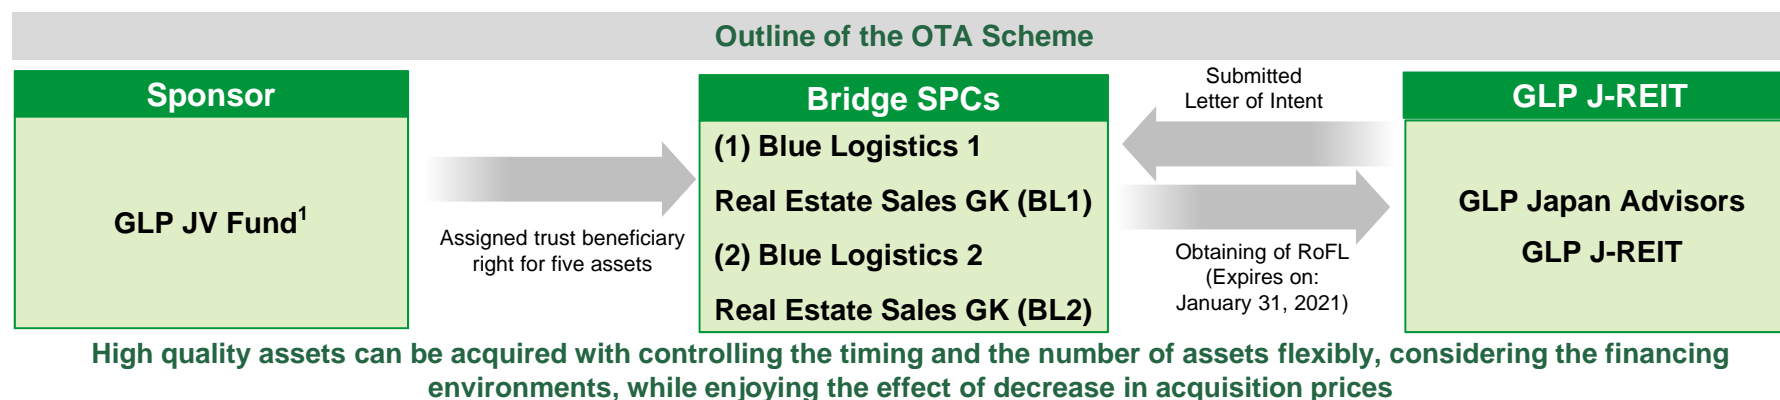 Outline of the OTA Scheme
Sponsor
GLP JV Fund1
Assigned trust beneficiary
right for five assets
Bridge SPCs
(1) Blue Logistics 1
Real Estate Sales GK (BL1)
(2) Blue Logistics 2
Real Estate Sales GK (BL2)
Submitted
Letter of Intent
Obtaining of RoFL
(Expires on:
January 31, 2021)
GLP J-REIT
GLP Japan Advisors
GLP J-REIT
High quality assets can be acquired with controlling the timing and the number of assets flexibly, considering the financing
environments, while enjoying the effect of decrease in acquisition prices